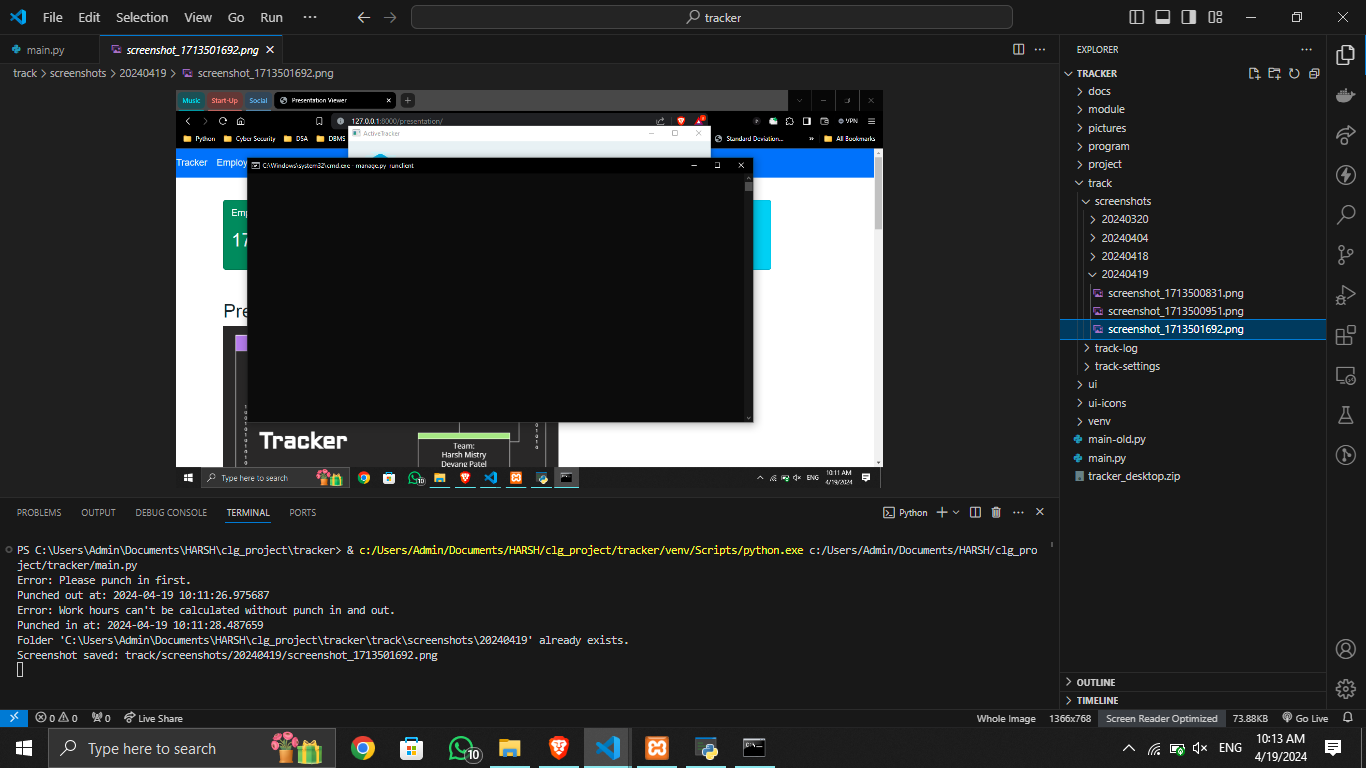 File Edit Selection View Go Run ··· tracker
main.py screenshot_1713501692.png
track > screenshots > 20240419 > screenshot_1713501692.png
Music Start-Up Social Presentation Viewer
127.0.0.1:8000/presentation/ VPN
Python Cyber Security DSA DBMS ActiveTracker Standard Deviation... » All Bookmarks
Tracker Employ
C:\Windows\system32\cmd.exe - manage.py runclient
Emp
17
Pre
Tracker
Team:
Harsh Mistry
Devang Patel
Type here to search
ENG
10:11 AM
4/19/2024
EXPLORER
TRACKER
docs
module
pictures
program
project
track
screenshots
20240320
20240404
20240418
20240419
screenshot_1713500831.png
screenshot_1713500951.png
screenshot_1713501692.png
track-log
track-settings
ui
ui-icons
venv
main-old.py
main.py
tracker_desktop.zip
OUTLINE
TIMELINE
PROBLEMS OUTPUT DEBUG CONSOLE TERMINAL PORTS Python
PS C:\Users\Admin\Documents\HARSH\clg_project\tracker> & c:/Users/Admin/Documents/HARSH/clg_project/tracker/venv/Scripts/python.exe c:/Users/Admin/Documents/HARSH/clg_pro
ject/tracker/main.py
Error: Please punch in first.
Punched out at: 2024-04-19 10:11:26.975687
Error: Work hours can't be calculated without punch in and out.
Punched in at: 2024-04-19 10:11:28.487659
Folder 'C:\Users\Admin\Documents\HARSH\clg_project\tracker\track\screenshots\20240419' already exists.
Screenshot saved: track/screenshots/20240419/screenshot_1713501692.png
0 0 0 Live Share Whole Image 1366x768 Screen Reader Optimized 73.88KB Go Live
Type here to search 10 ENG
10:13 AM
4/19/2024